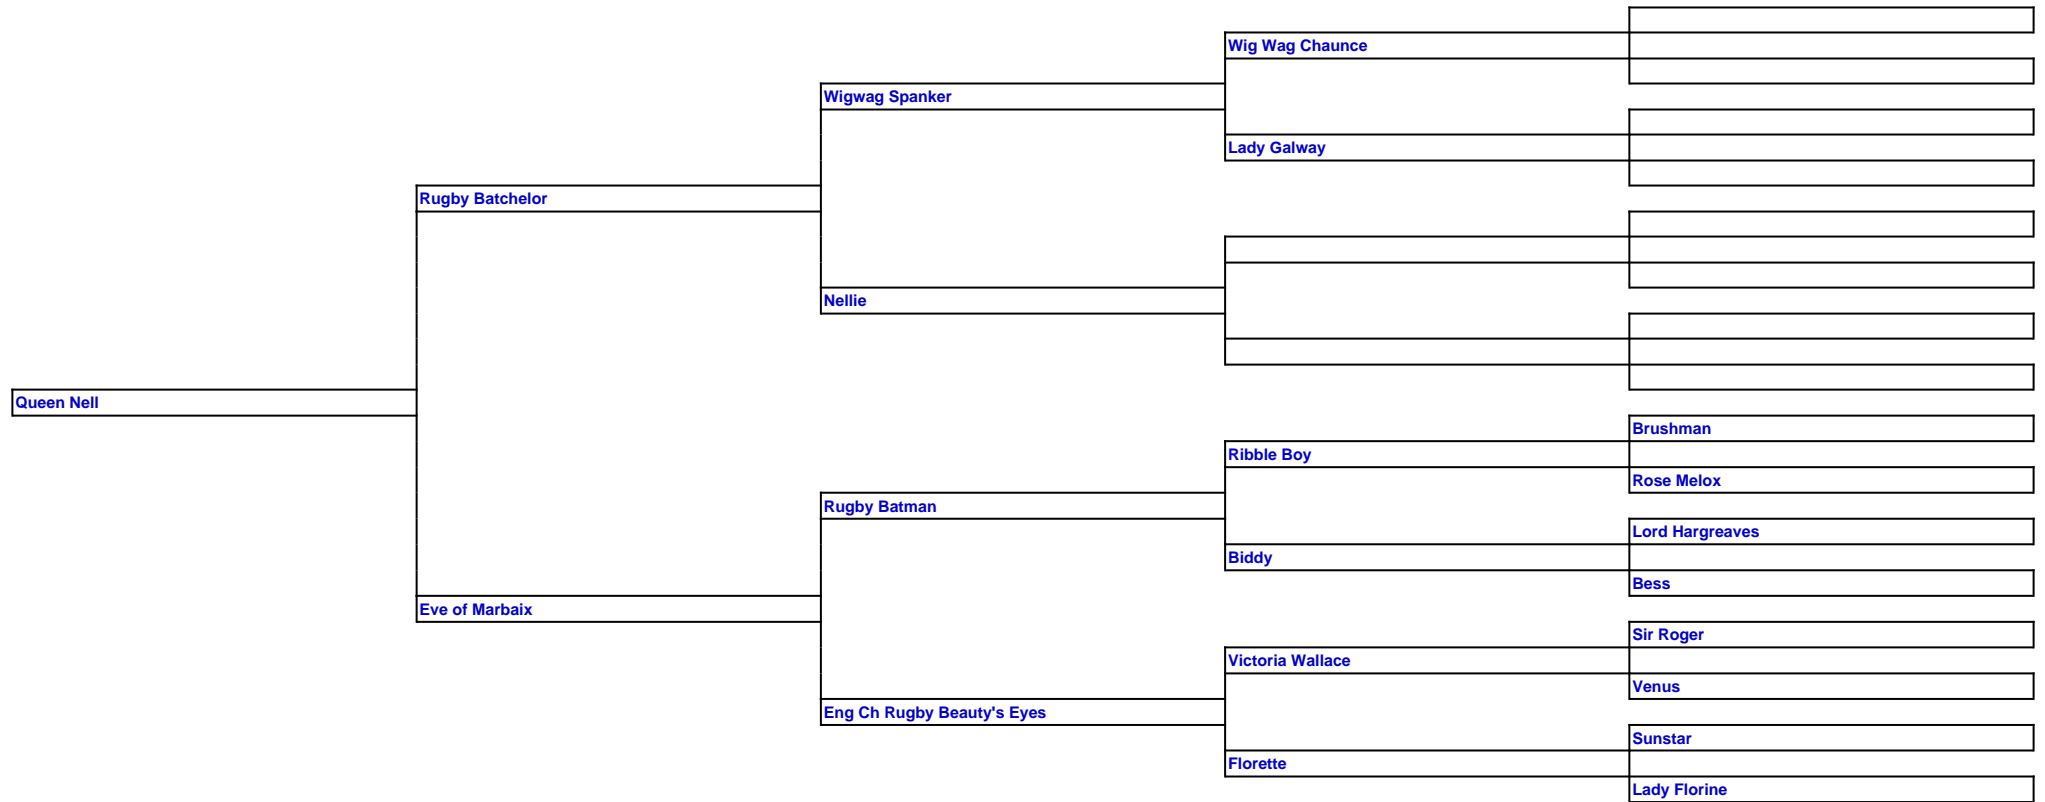 Wig Wag Chaunce
Wigwag Spanker
Lady Galway
Rugby Batchelor
Nellie
Queen Nell
Brushman
Ribble Boy
Rose Melox
Rugby Batman
Lord Hargreaves
Biddy
Bess
Eve of Marbaix
Sir Roger
Victoria Wallace
Venus
Eng Ch Rugby Beauty's Eyes
Sunstar
Florette
Lady Florine